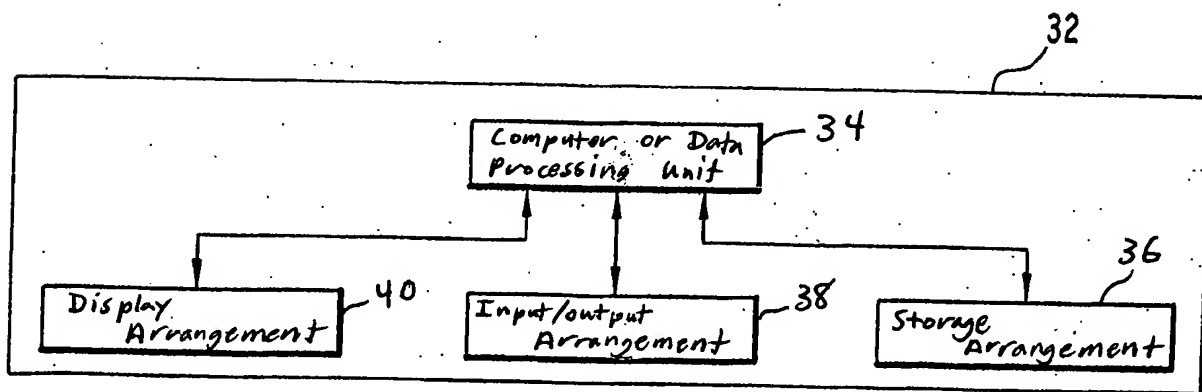 32
Computer or Data
Processing Unit
34
Display
Arrangement
40
Input/output
Arrangement
38
Storage
Arrangement
36